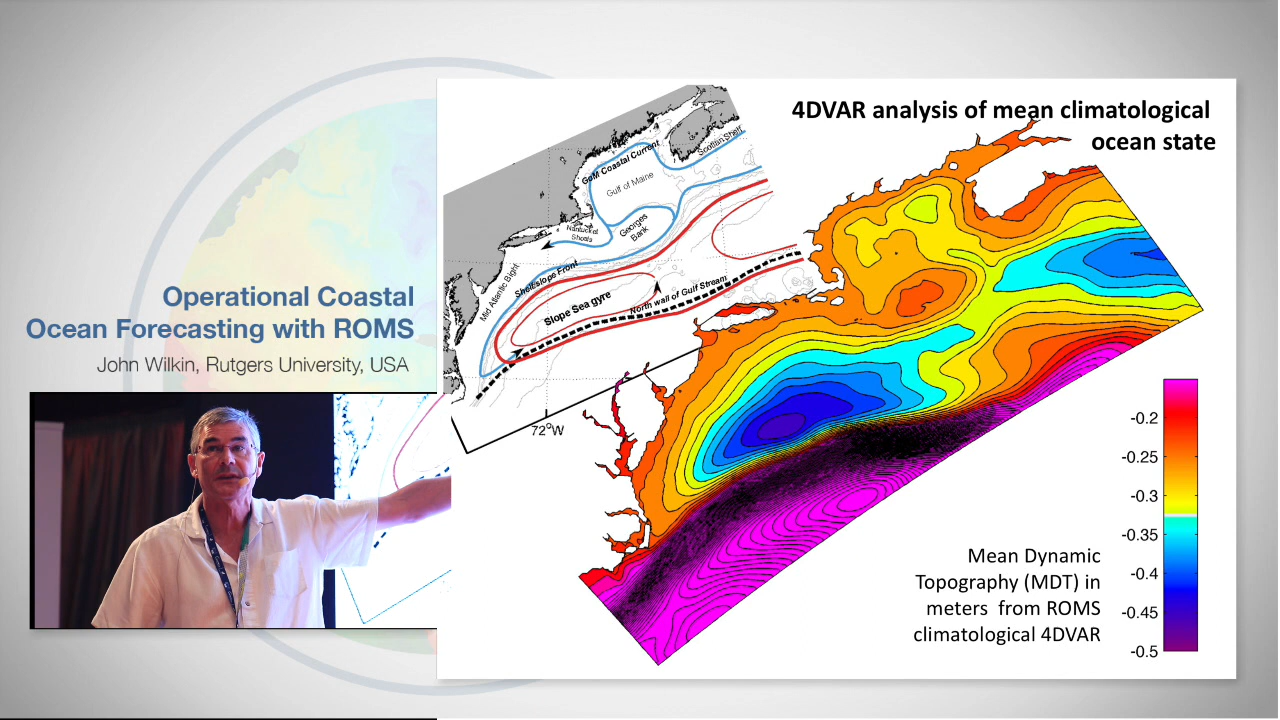 4DVAR analysis of mean climatological
ocean state
Scotian Shelf
GoM Coastal Current
Gulf of Maine
Georges
Bank
Nantucket
Shoals
Mid Atlantic Bight
Shelf/slope Front
Slope Sea gyre
North wall of Gulf Stream
72°W
Operational Coastal
Ocean Forecasting with ROMS
John Wilkin, Rutgers University, USA
-0.2
-0.25
-0.3
-0.35
-0.4
-0.45
-0.5
Mean Dynamic
Topography (MDT) in
meters from ROMS
climatological 4DVAR